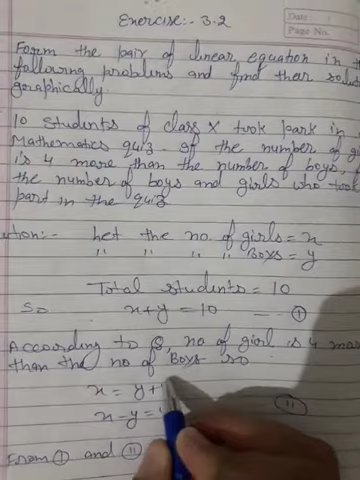 Exercise:- 3.2
Date
Page No.
Form the pair of linear equation in
following problems and find their
graphically.
10 Students of class X took park in
Mathematics quiz. If the number of
is 4 more than the number of boys,
the number of boys and girls who took
part in the quiz
Let the no. of girls = x
" " " " Boys = y
Total students = 10
So
x+y = 10 — ①
According to Q, no of girl is 4
than the no of Boys so
x = y+
x-y =
⑪
From ① and ⑪